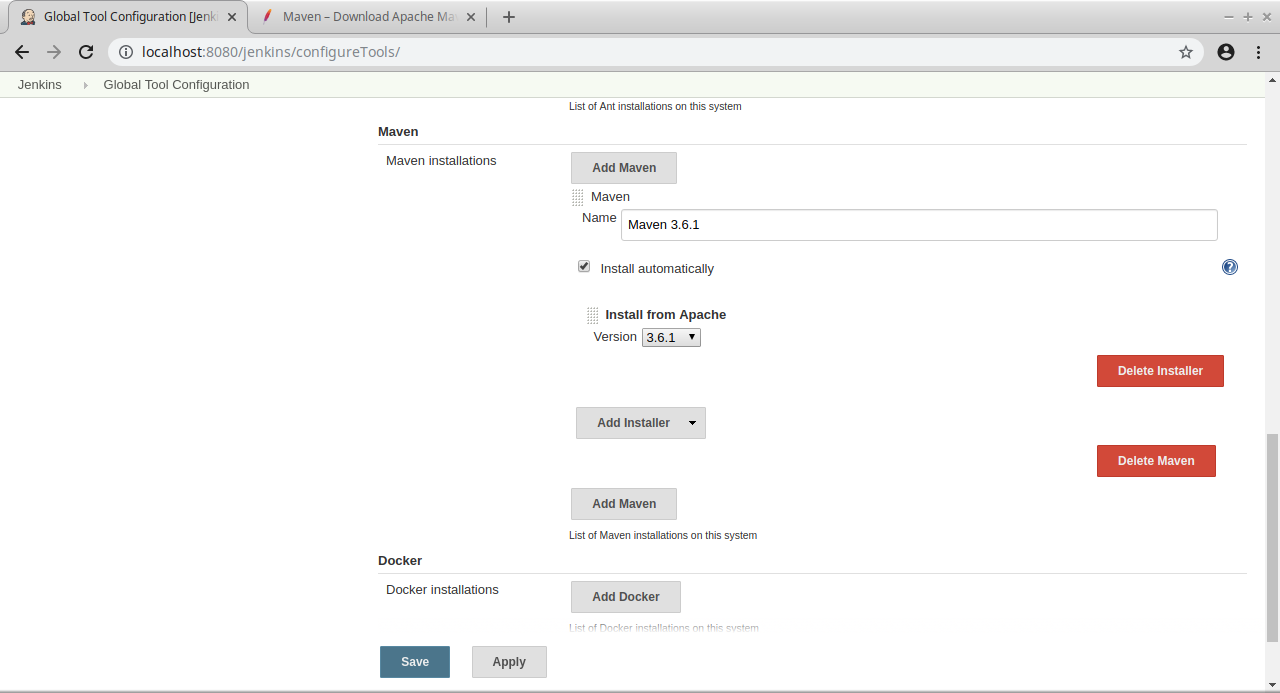 Global Tool Configuration [Jenki
Maven – Download Apache Mav
localhost:8080/jenkins/configureTools/
Jenkins Global Tool Configuration
List of Ant installations on this system
Maven
Maven installations
Add Maven
Maven
Name Maven 3.6.1
Install automatically
?
Install from Apache
Version 3.6.1
Delete Installer
Add Installer
Delete Maven
Add Maven
List of Maven installations on this system
Docker
Docker installations
Add Docker
List of Docker installations on this system
Save Apply